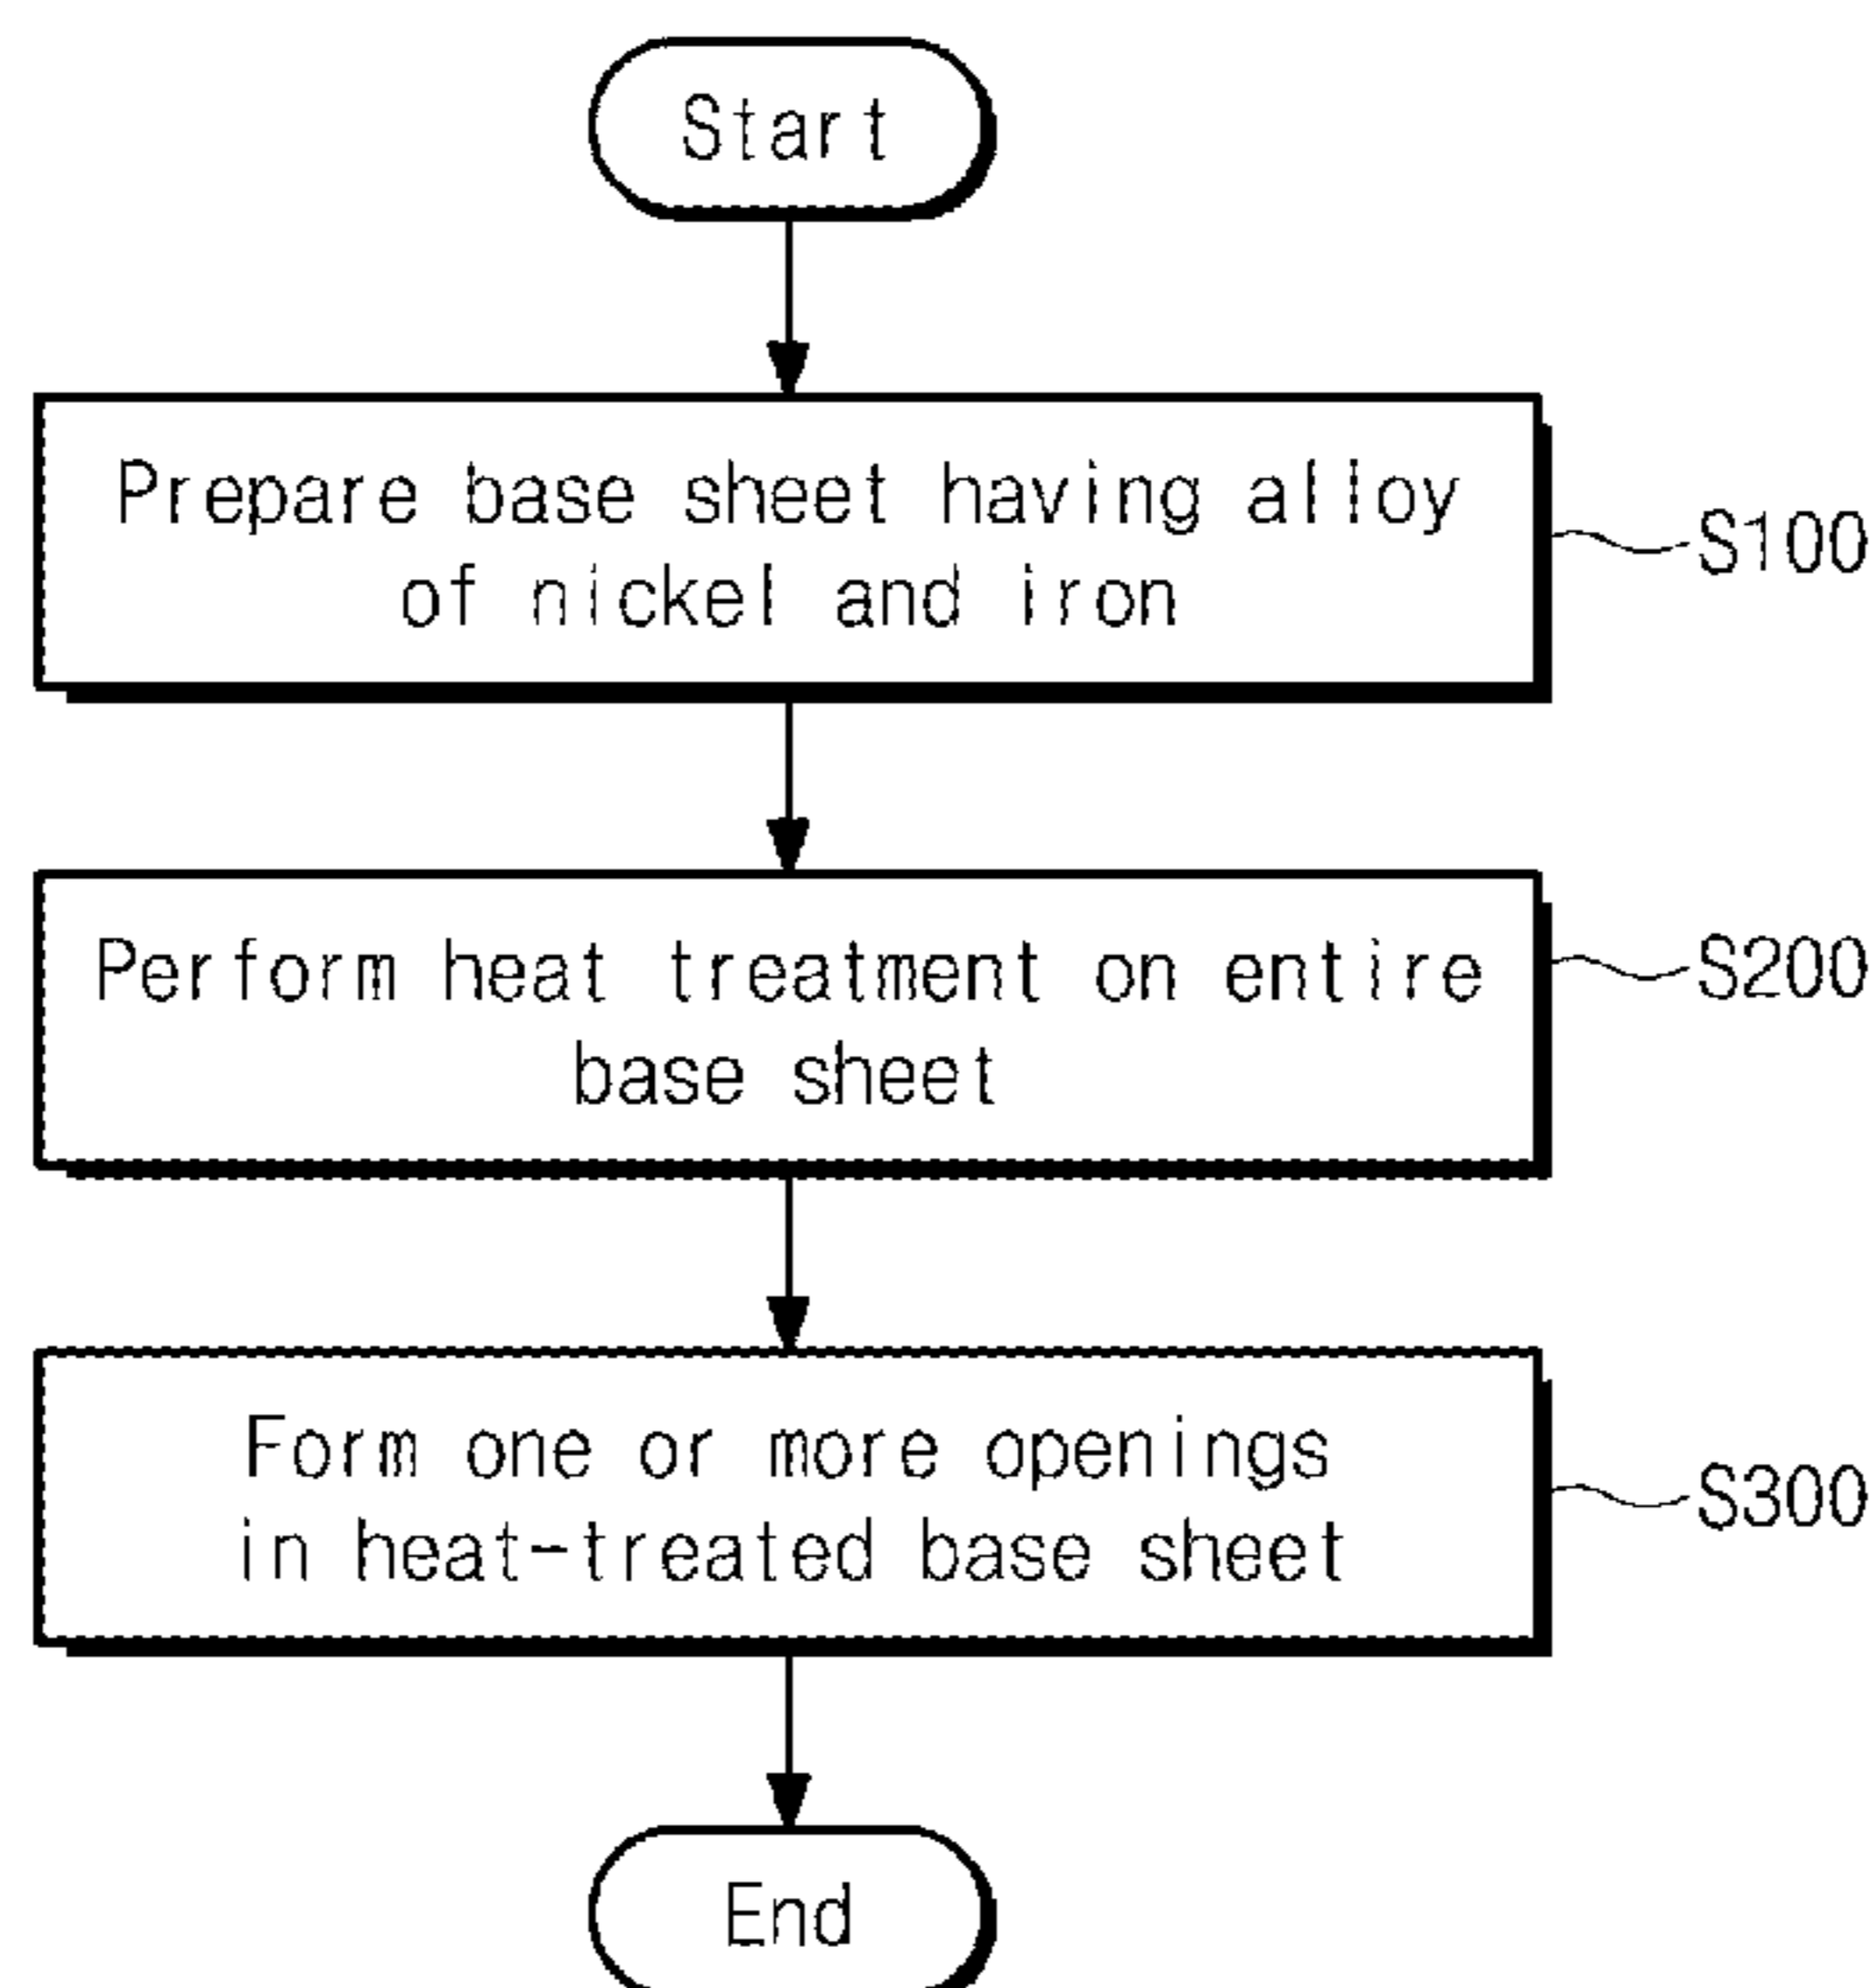 Start
Prepare base sheet having alloy
of nickel and iron
S100
Perform heat treatment on entire
base sheet
S200
Form one or more openings
in heat-treated base sheet
S300
End